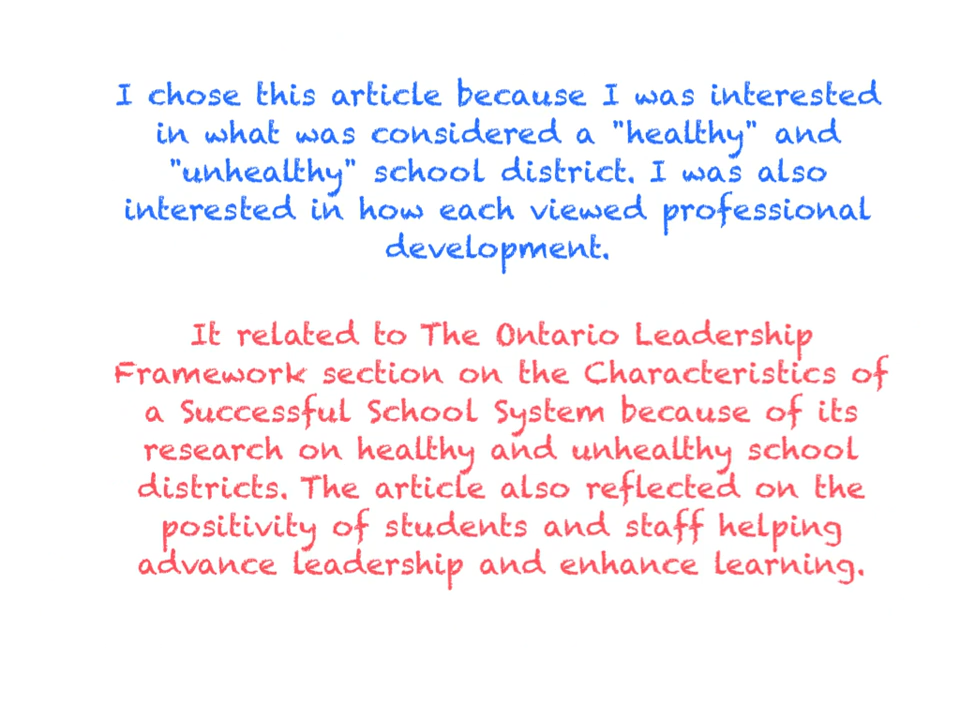 I chose this article because I was interested
in what was considered a "healthy" and
"unhealthy" school district. I was also
interested in how each viewed professional
development.
It related to The Ontario Leadership
Framework section on the Characteristics of
a Successful School System because of its
research on healthy and unhealthy school
districts. The article also reflected on the
positivity of students and staff helping
advance leadership and enhance learning.